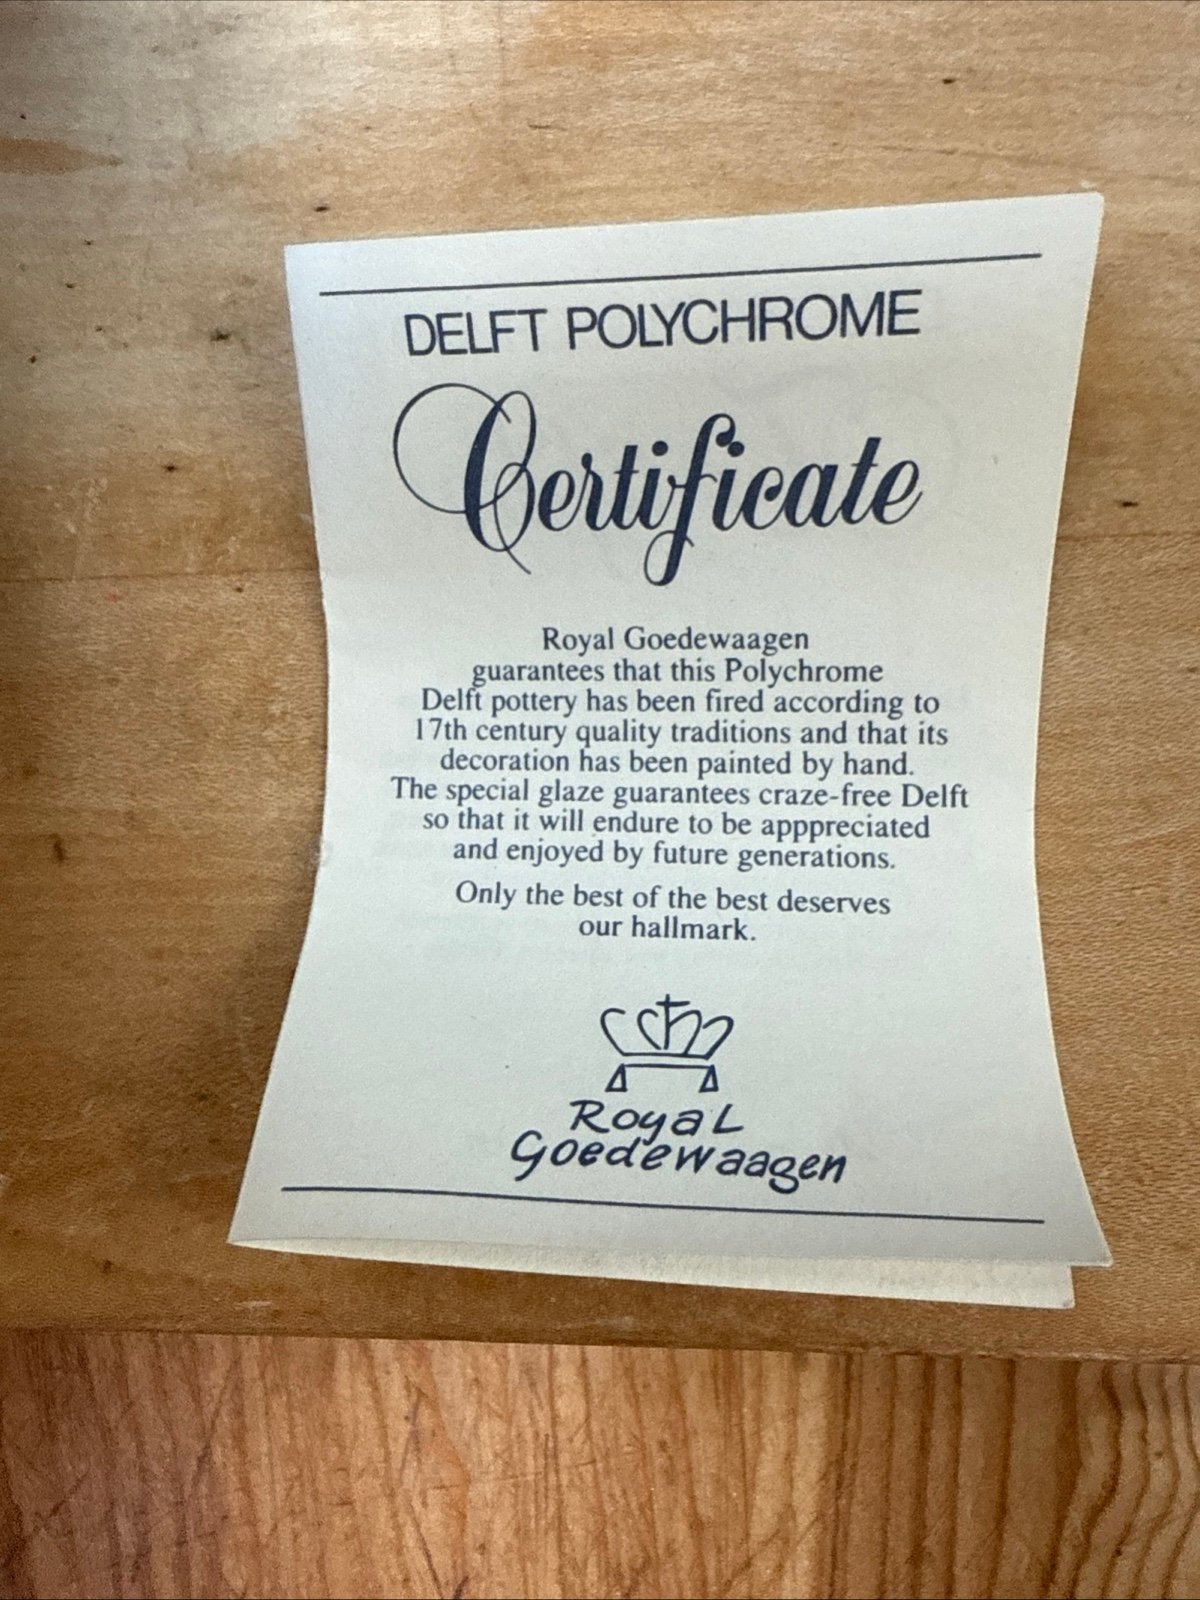 DELFT POLYCHROME
Certificate
Royal Goedewaagen
guarantees that this Polychrome
Delft pottery has been fired according to
17th century quality traditions and that its
decoration has been painted by hand.
The special glaze guarantees craze-free Delft
so that it will endure to be apppreciated
and enjoyed by future generations.
Only the best of the best deserves
our hallmark.
Royal
Goedewaagen